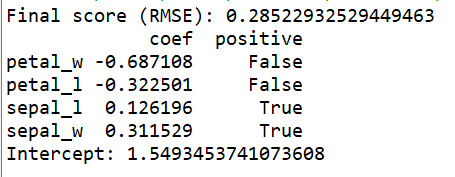 Final score (RMSE): 0.28522932529449463
coef positive
petal_w -0.687108 False
petal_l -0.322501 False
sepal_l 0.126196 True
sepal_w 0.311529 True
Intercept: 1.5493453741073608